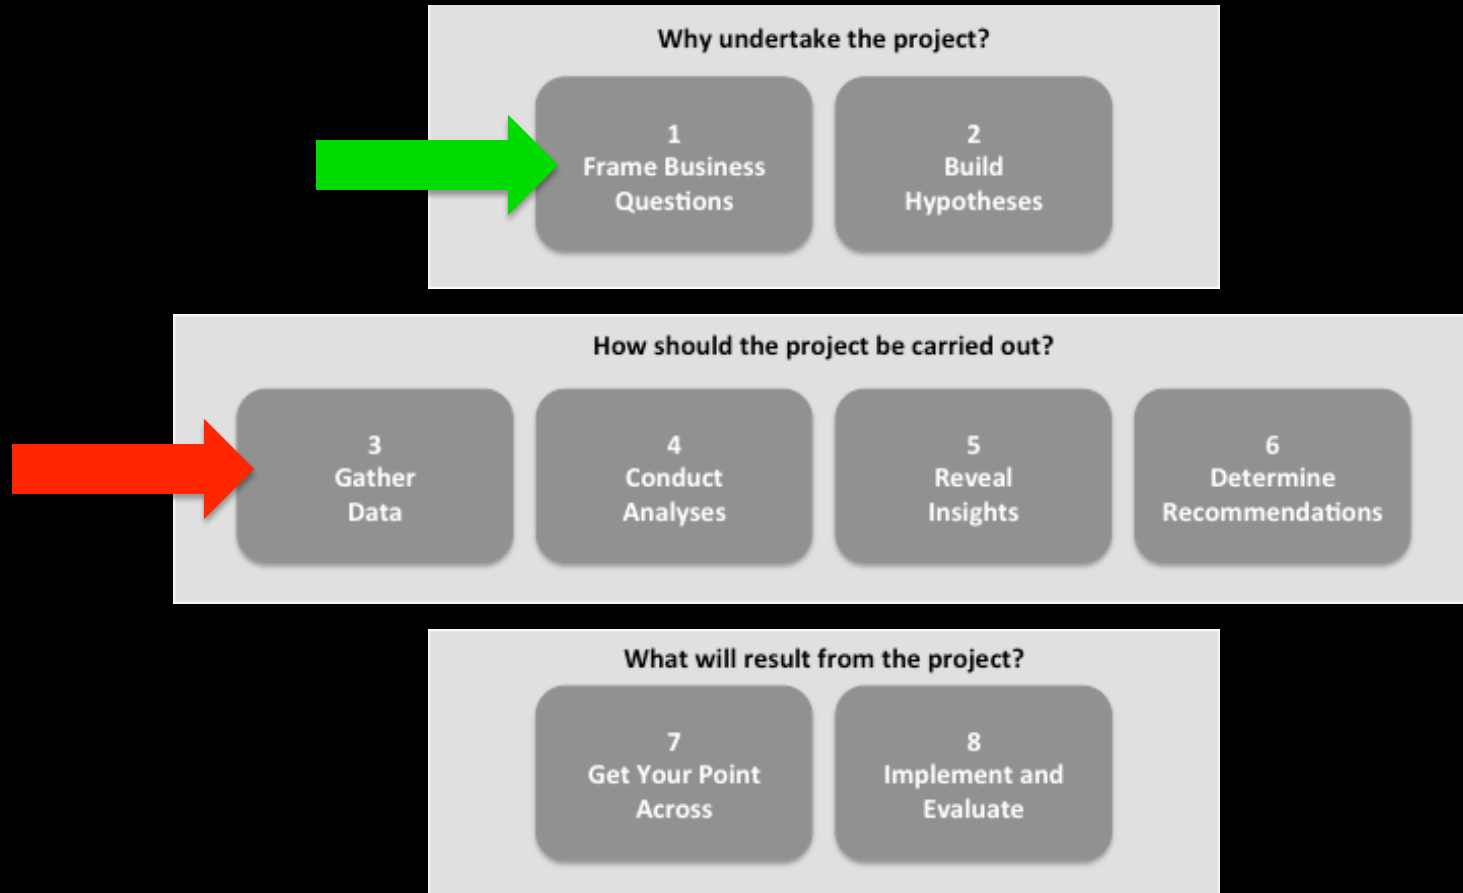 Why undertake the project?
1
Frame Business
Questions
2
Build
Hypotheses
How should the project be carried out?
3
Gather
Data
4
Conduct
Analyses
5
Reveal
Insights
6
Determine
Recommendations
What will result from the project?
7
Get Your Point
Across
8
Implement and
Evaluate